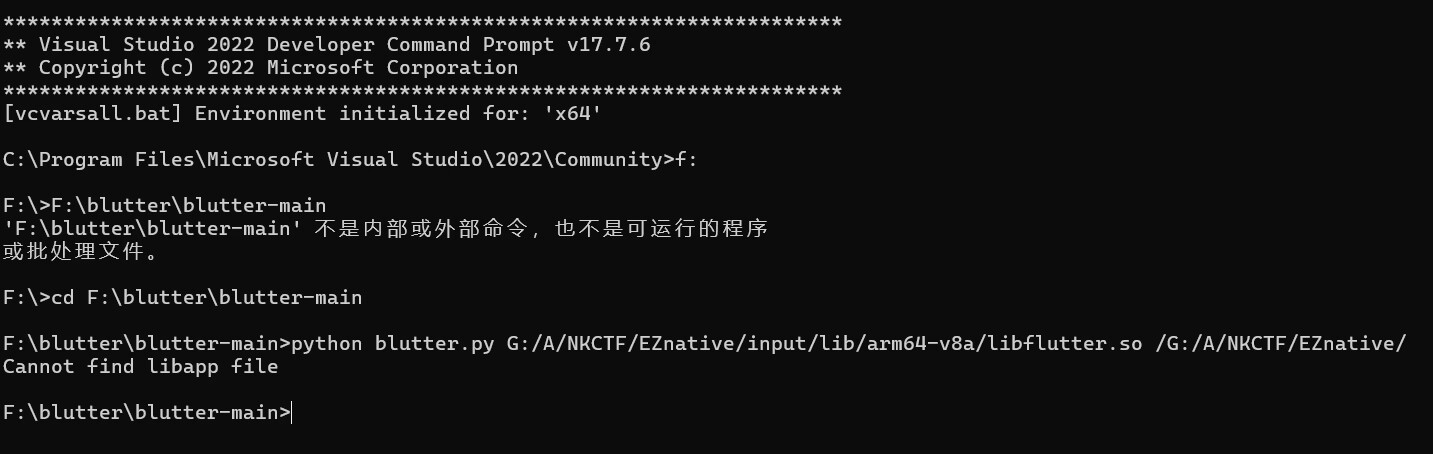 **********************************************************************
** Visual Studio 2022 Developer Command Prompt v17.7.6
** Copyright (c) 2022 Microsoft Corporation
**********************************************************************
[vcvarsall.bat] Environment initialized for: 'x64'
C:\Program Files\Microsoft Visual Studio\2022\Community>f:
F:\>F:\blutter\blutter-main
'F:\blutter\blutter-main' 不是内部或外部命令，也不是可运行的程序
或批处理文件。
F:\>cd F:\blutter\blutter-main
F:\blutter\blutter-main>python blutter.py G:/A/NKCTF/EZnative/input/lib/arm64-v8a/libflutter.so /G:/A/NKCTF/EZnative/
Cannot find libapp file
F:\blutter\blutter-main>